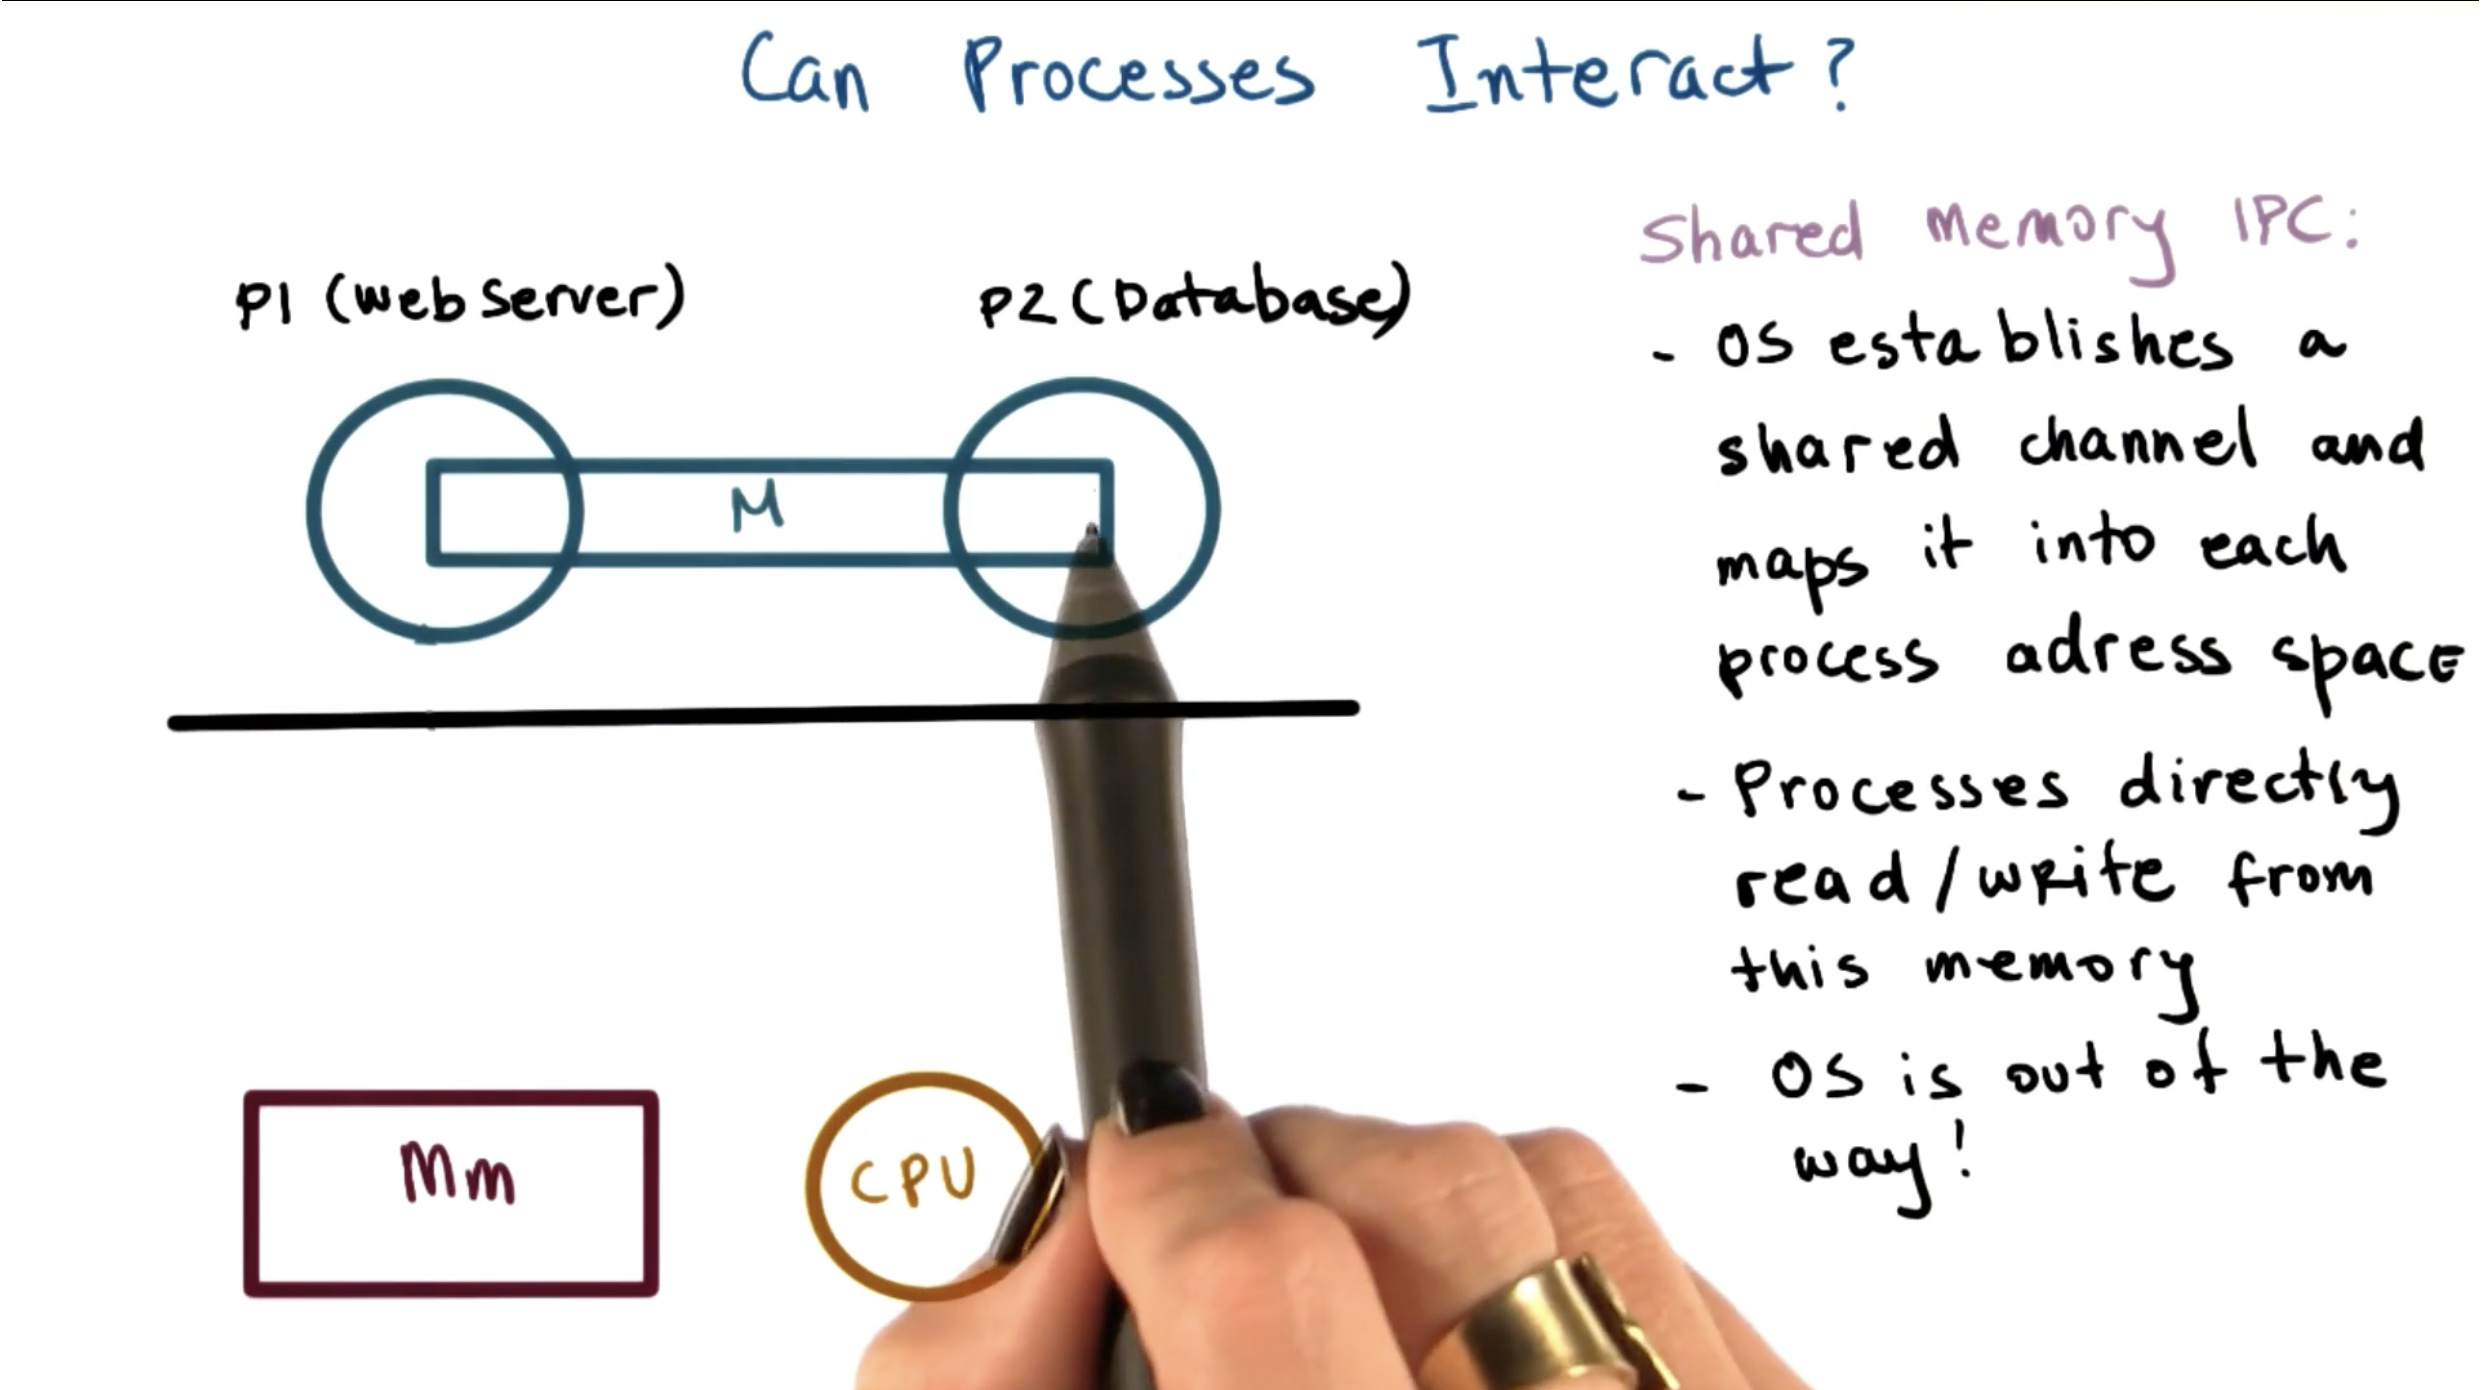 Can Processes Interact?
P1 (Web Server)
P2 (Database)
M
Mm
CPU
Shared Memory IPC:
- OS establishes a
shared channel and
maps it into each
process adress space
- Processes directly
read/write from
this memory
- OS is out of the
way!